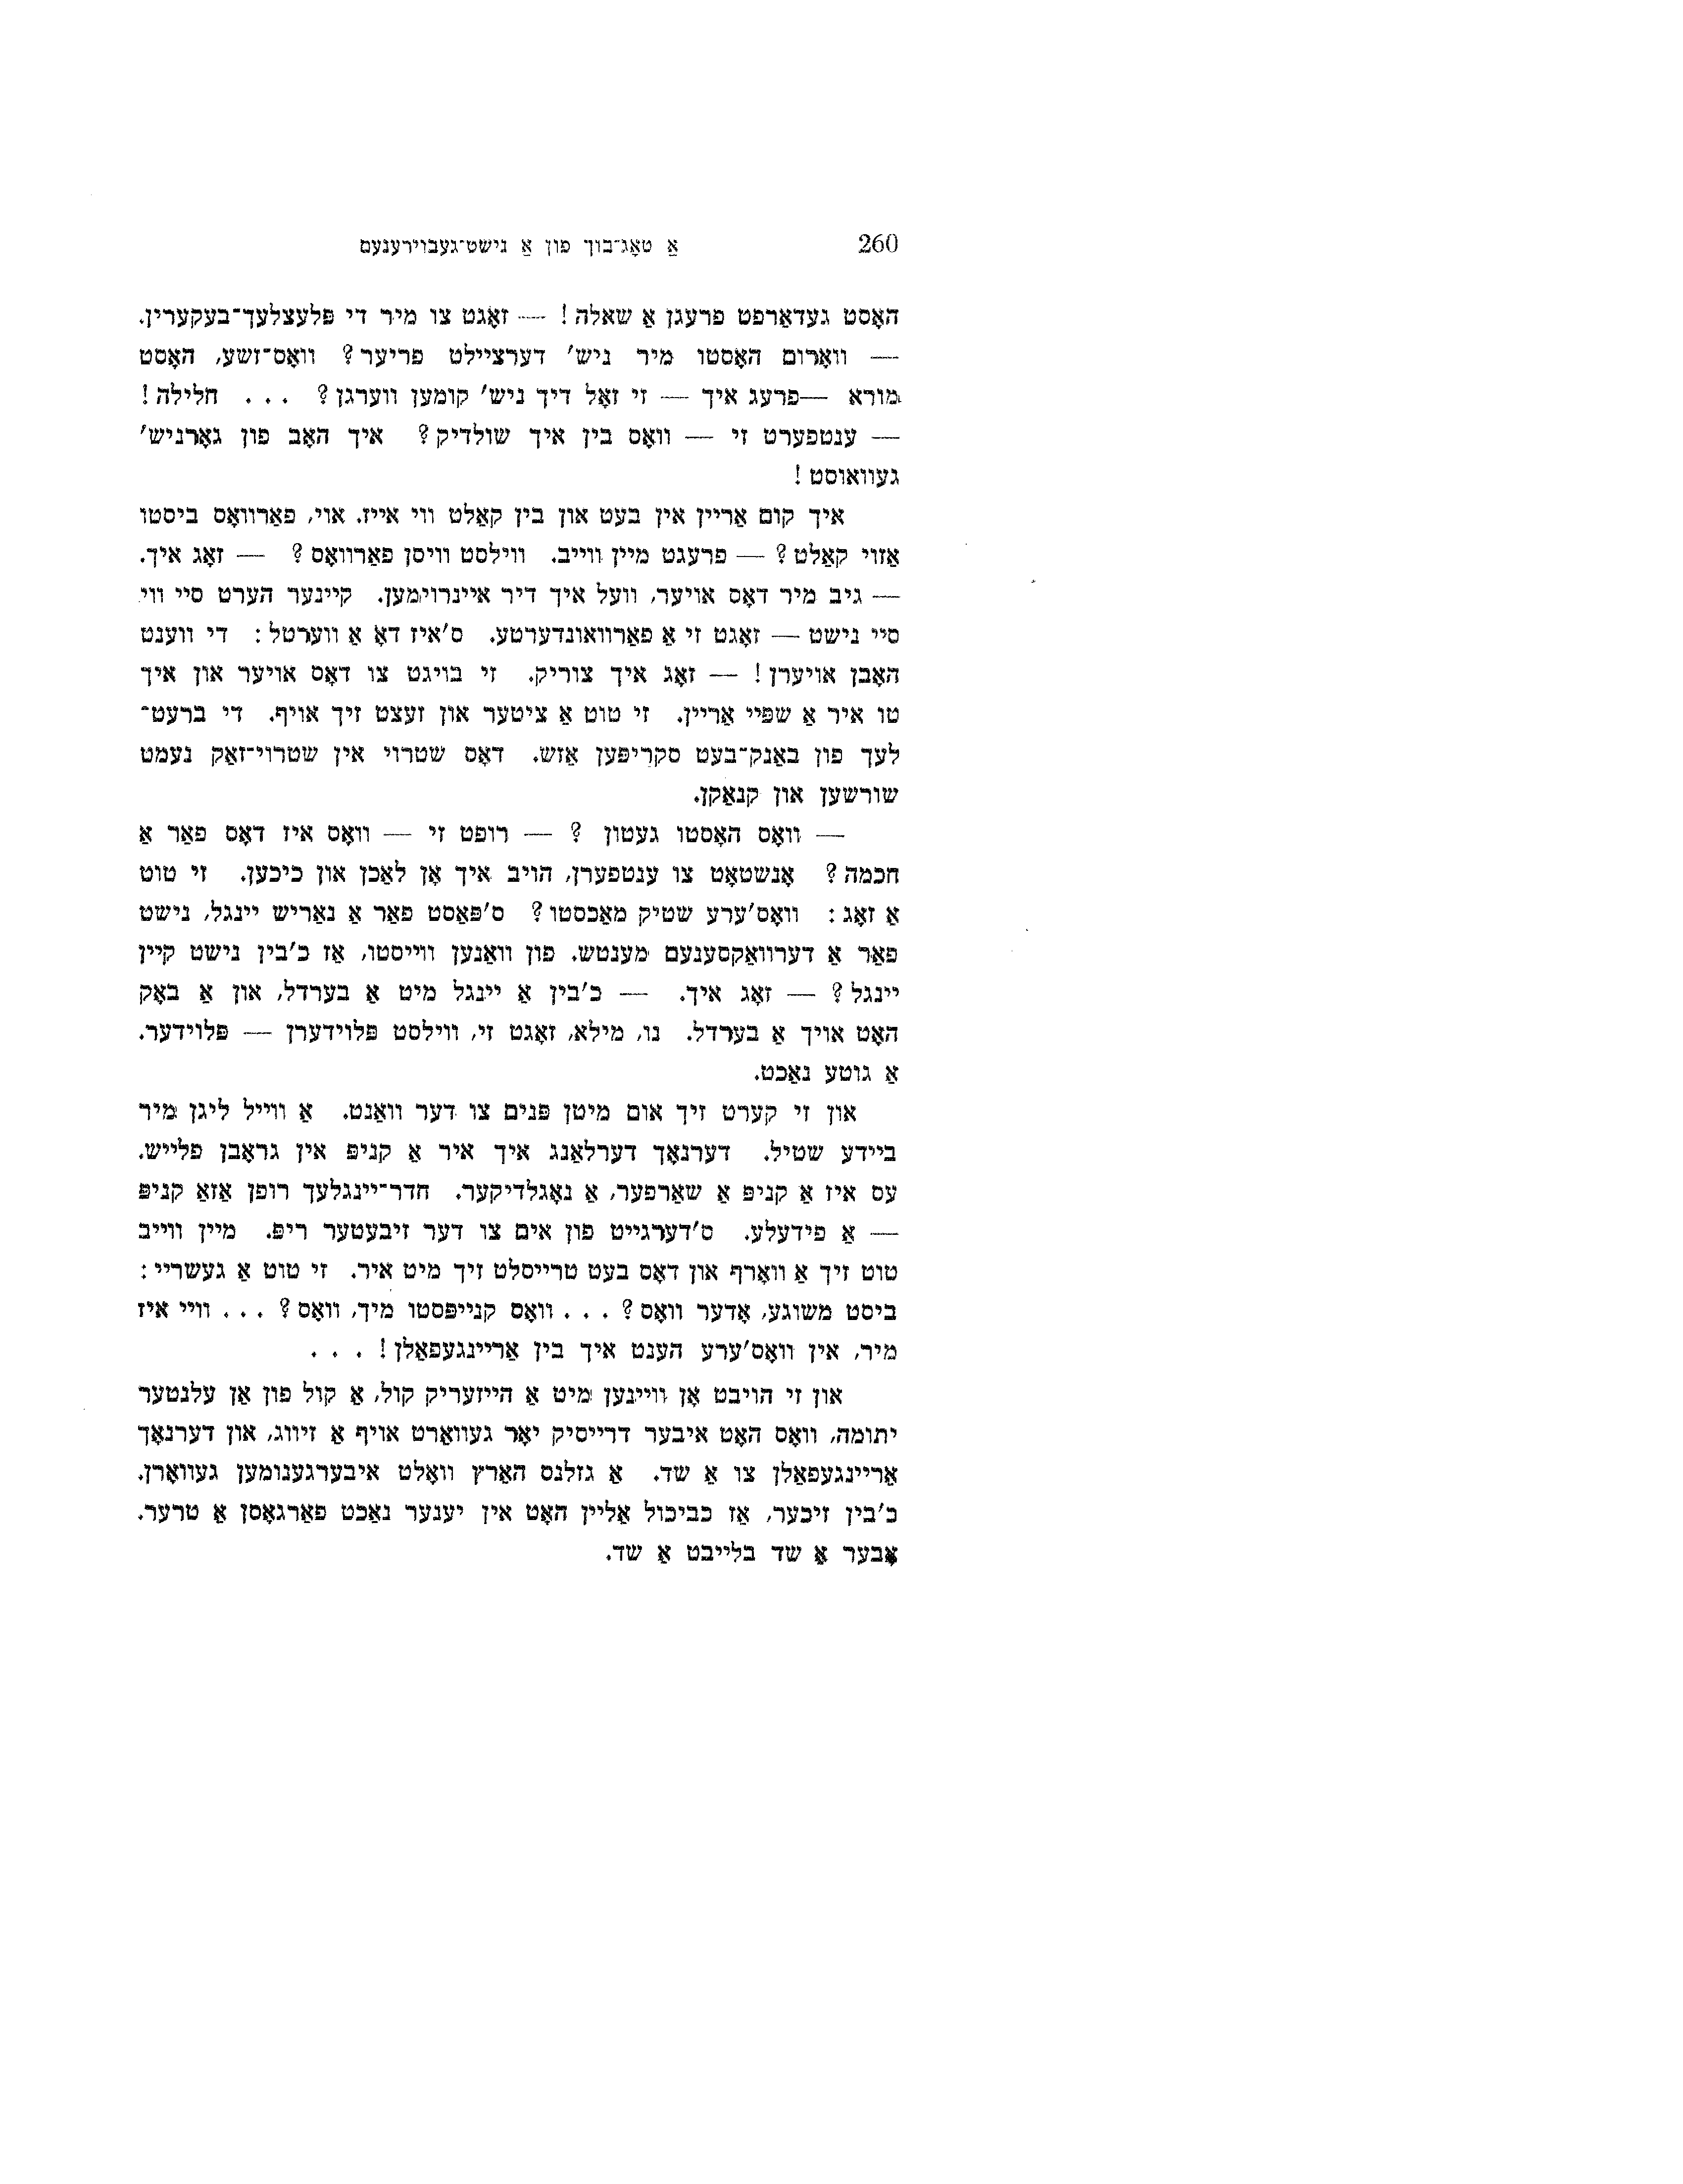 260 אַ טאָג־בוך פון אַ נישט־געבוירענעם
האָסט געדאַרפט פרעגן אַ שאלה! — זאָגט צו מיר די פּלעצלעך־בעקערין.
— וואָרום האָסטו מיר ניש' דערציילט פריער? וואָס־זשע, האָסט
מורא —פרעג איך — זי זאָל דיך ניש' קומען ווערגן? . . . חלילה!
— ענטפערט זי — וואָס בין איך שולדיק? איך האָב פון גאָרניש'
געוואוסט!
איך קום אַריין אין בעט און בין קאַלט ווי אייז. אוי, פאַרוואָס ביסטו
אַזוי קאַלט? — פרעגט מיין ווייב. ווילסט וויסן פאַרוואָס? — זאָג איך.
— גיב מיר דאָס אויער, וועל איך דיר איינרוימען. קיינער הערט סיי ווי
סיי נישט — זאָגט זי אַ פאַרוואונדערטע. ס'איז דאָ אַ ווערטל: די ווענט
האָבן אויערן! — זאָג איך צוריק. זי בויגט צו דאָס אויער און איך
טו איר אַ שפּיי אַריין. זי טוט אַ ציטער און זעצט זיך אויף. די ברעט־
לעך פון באַנק־בעט סקריפּען אַזש. דאָס שטרוי אין שטרוי־זאַק נעמט
שורשען און קנאַקן.
— וואָס האָסטו געטון ? — רופט זי — וואָס איז דאָס פאַר אַ
חכמה? אָנשטאָט צו ענטפערן, הויב איך אָן לאַכן און כיכען. זי טוט
אַ זאָג: וואָס'ערע שטיק מאַכסטו? ס'פּאַסט פאַר אַ נאַריש יינגל, נישט
פאַר אַ דערוואַקסענעם מענטש. פון וואַנען ווייסטו, אַז כ'בין נישט קיין
יינגל? — זאָג איך. — כ'בין אַ יינגל מיט אַ בערדל, און אַ באָק
האָט אויך אַ בערדל. נו, מילא, זאָגט זי, ווילסט פּלוידערן — פּלוידער.
אַ גוטע נאַכט.
און זי קערט זיך אום מיטן פּנים צו דער וואַנט. אַ ווייל ליגן מיר
ביידע שטיל. דערנאָך דערלאַנג איך איר אַ קניפּ אין גראָבן פלייש.
עס איז אַ קניפּ אַ שאַרפער, אַ נאָגלדיקער. חדר־יינגלעך רופן אַזאַ קניפּ
— אַ פידעלע. ס'דערגייט פון אים צו דער זיבעטער ריפּ. מיין ווייב
טוט זיך אַ וואָרף און דאָס בעט טרייסלט זיך מיט איר. זי טוט אַ געשריי:
ביסט משוגע, אָדער וואָס? . . . וואָס קנייפּסטו מיך, וואָס? . . . וויי איז
מיר, אין וואָס'ערע הענט איך בין אַריינגעפאַלן! . . .
און זי הויבט אָן וויינען מיט אַ הייזעריק קול, אַ קול פון אַן עלנטער
יתומה, וואָס האָט איבער דרייסיק יאָר געוואַרט אויף אַ זיווג, און דערנאָך
אַריינגעפאַלן צו אַ שד. אַ גזלנס האַרץ וואָלט איבערגענומען געוואָרן.
כ'בין זיכער, אַז כביכול אַליין האָט אין יענער נאַכט פאַרגאָסן אַ טרער.
אָבער אַ שד בלייבט אַ שד.